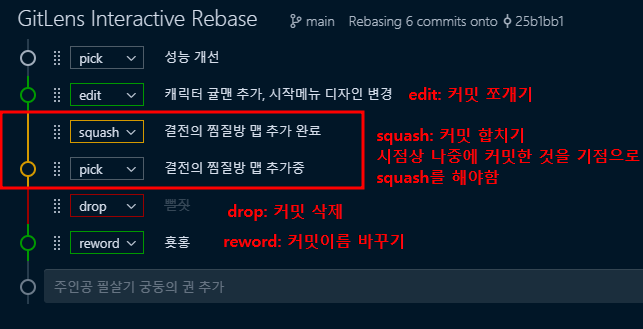 GitLens Interactive Rebase main Rebasing 6 commits onto 25b1bb1
pick 성능 개선
edit 캐릭터 귤맨 추가, 시작메뉴 디자인 변경 edit: 커밋 쪼개기
squash 결전의 찜질방 맵 추가 완료 squash: 커밋 합치기
시점상 나중에 커밋한 것을 기점으로
pick 결전의 찜질방 맵 추가중 squash를 해야함
drop 뻘짓 drop: 커밋 삭제
reword 홋홍 reword: 커밋이름 바꾸기
주인공 필살기 궁둥의 권 추가